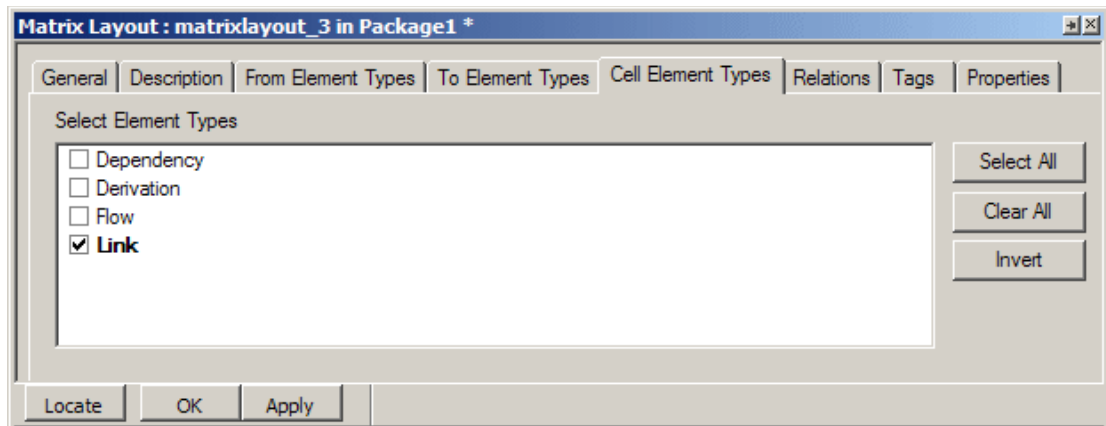 Matrix Layout : matrixlayout_3 in Package1 *
General Description From Element Types To Element Types Cell Element Types Relations Tags Properties
Select Element Types
Dependency
Derivation
Flow
Link
Select All
Clear All
Invert
Locate OK Apply